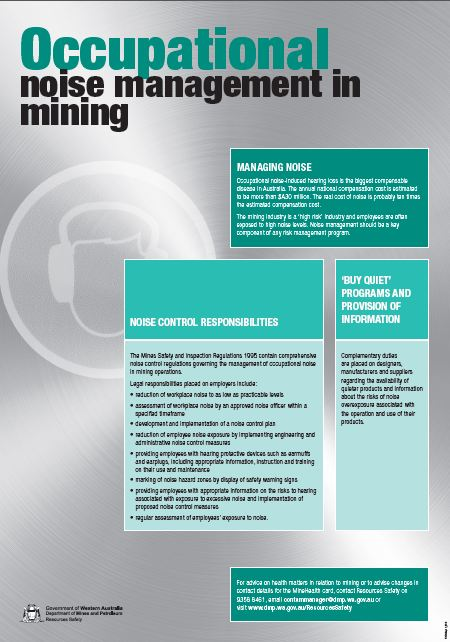 Occupational
noise management in
mining
MANAGING NOISE
Occupational noise-induced hearing loss is the biggest compensable
disease in Australia. The annual national compensation cost is estimated
to be more than $A30 million. The real cost of noise is probably ten times
the estimated compensation cost.
The mining industry is a 'high risk' industry and employees are often
exposed to high noise levels. Noise management should be a key
component of any risk management program.
NOISE CONTROL RESPONSIBILITIES
The Mines Safety and Inspection Regulations 1995 contain comprehensive
noise control regulations governing the management of occupational noise
in mining operations.
Legal responsibilities placed on employers include:
• reduction of workplace noise to as low as practicable levels
• assessment of workplace noise by an approved noise officer within a
specified timeframe
• development and implementation of a noise control plan
• reduction of employee noise exposure by implementing engineering and
administrative noise control measures
• providing employees with hearing protective devices such as earmuffs
and earplugs, including appropriate information, instruction and training
on their use and maintenance
• marking of noise hazard zones by display of safety warning signs
• providing employees with appropriate information on the risks to hearing
associated with exposure to excessive noise and implementation of
proposed noise control measures
• regular assessment of employees' exposure to noise.
'BUY QUIET'
PROGRAMS AND
PROVISION OF
INFORMATION
Complementary duties
are placed on designers,
manufacturers and suppliers
regarding the availability of
quieter products and information
about the risks of noise
overexposure associated with
the operation and use of their
products.
For advice on health matters in relation to mining or to advise changes in
contact details for the MineHealth card, contact Resources Safety on
9358 8461, email contammanager@dmp.wa.gov.au or
visit www.dmp.wa.gov.au/ResourcesSafety
Government of Western Australia
Department of Mines and Petroleum
Resources Safety